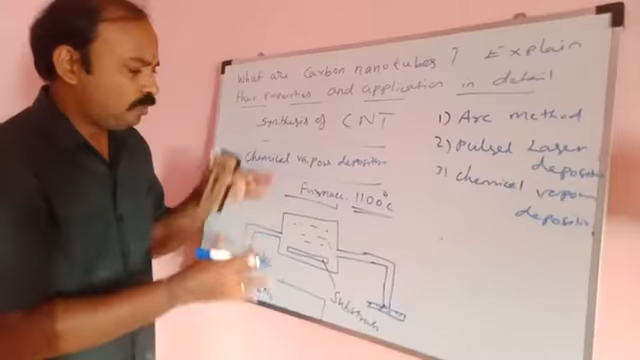 What are Carbon nanotubes? Explain
their properties and application in detail
Synthesis of CNT
Chemical vapour deposition
Furnace 1100°C
Substrate
1) Arc method
2) Pulsed Laser
deposition
3) Chemical vapour
deposition